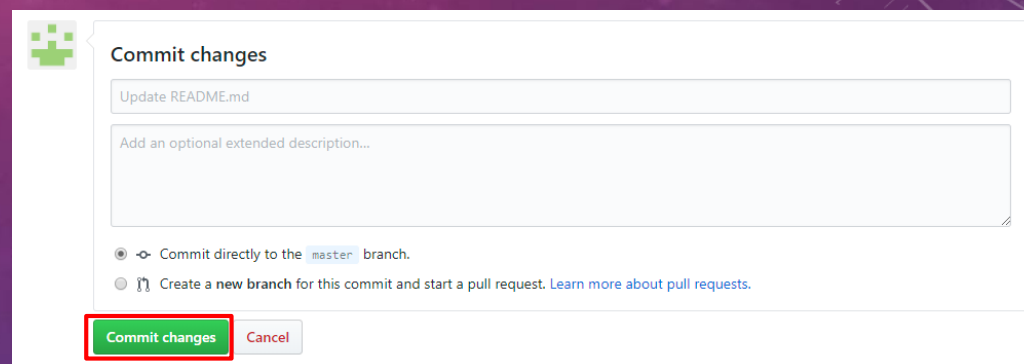 Commit changes
Update README.md
Add an optional extended description...
Commit directly to the master branch.
Create a new branch for this commit and start a pull request. Learn more about pull requests.
Commit changes Cancel